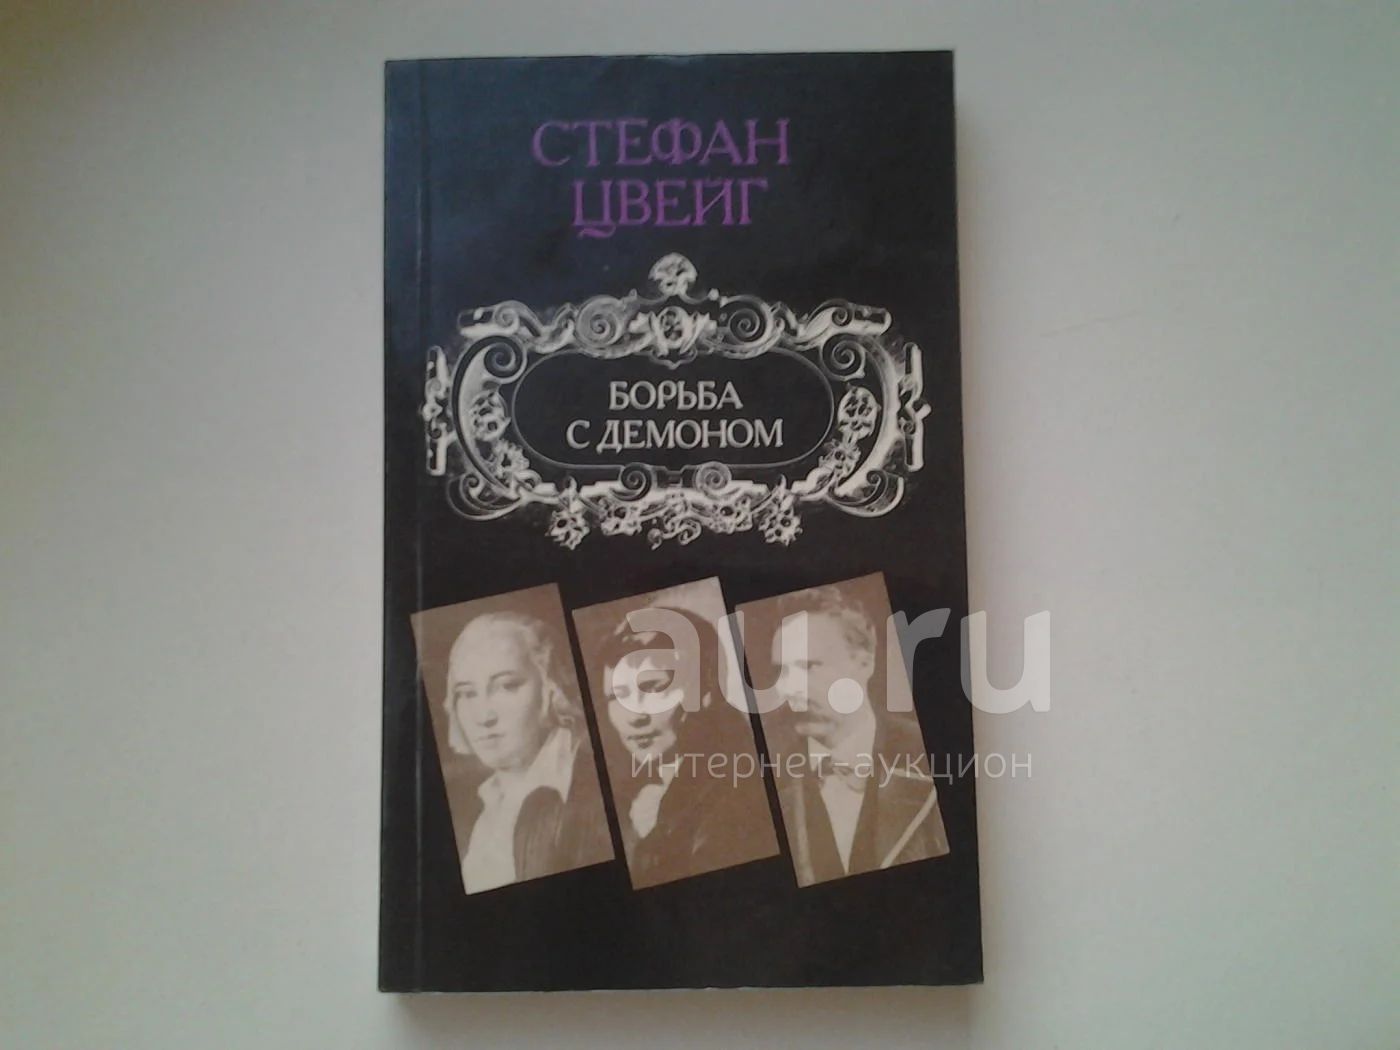 СТЕФАН
ЦВЕЙГ
БОРЬБА
С ДЕМОНОМ
au.ru
интернет-аукцион